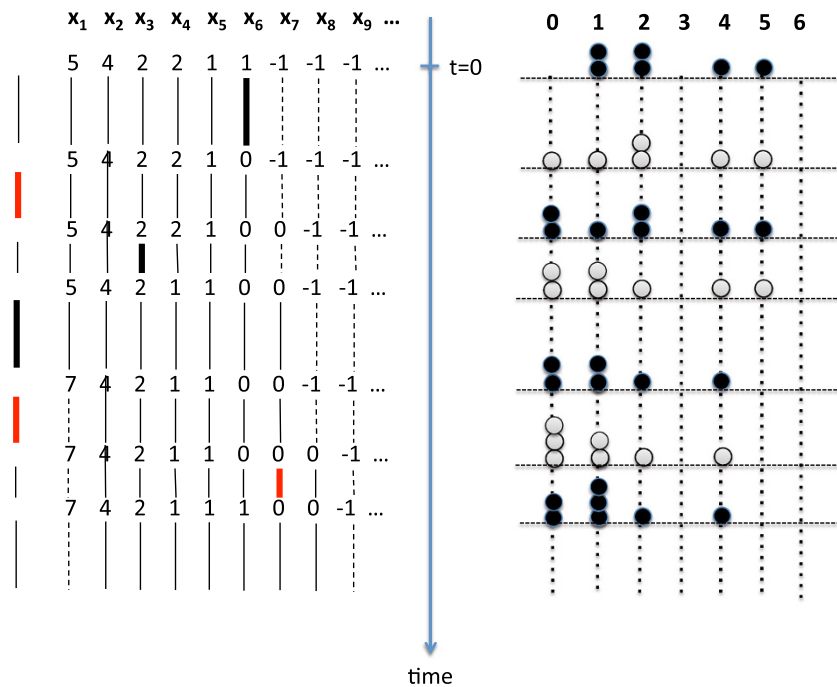 x1 x2 x3 x4 x5 x6 x7 x8 x9 ...
0 1 2 3 4 5 6
5 4 2 2 1 1 -1 -1 -1 ...
t=0
5 4 2 2 1 0 -1 -1 -1 ...
5 4 2 2 1 0 0 -1 -1 ...
5 4 2 1 1 0 0 -1 -1 ...
7 4 2 1 1 0 0 -1 -1 ...
7 4 2 1 1 0 0 0 -1 ...
7 4 2 1 1 1 0 0 -1 ...
time